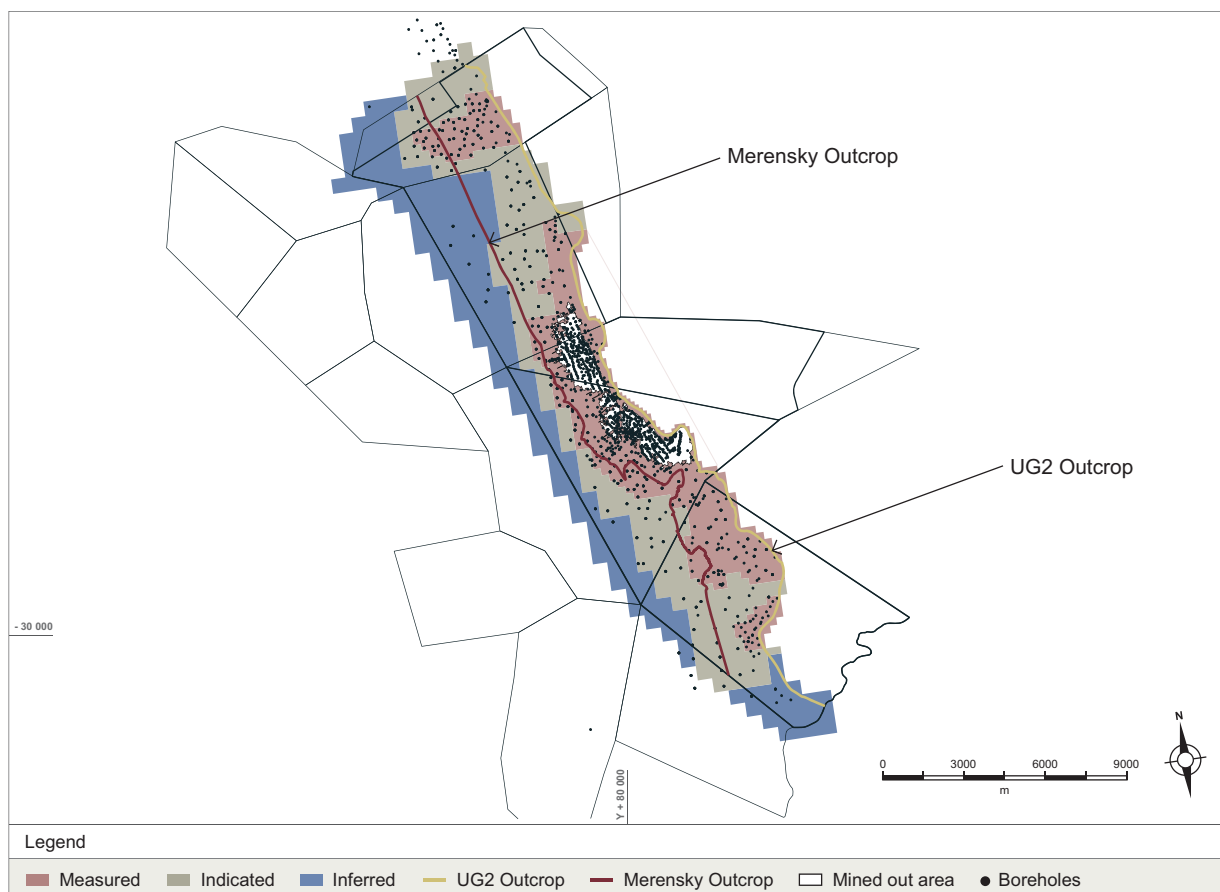 Merensky Outcrop
UG2 Outcrop
- 30 000
Y + 80 000
N
0 3000 6000 9000
m
Legend
Measured Indicated Inferred UG2 Outcrop Merensky Outcrop Mined out area Boreholes